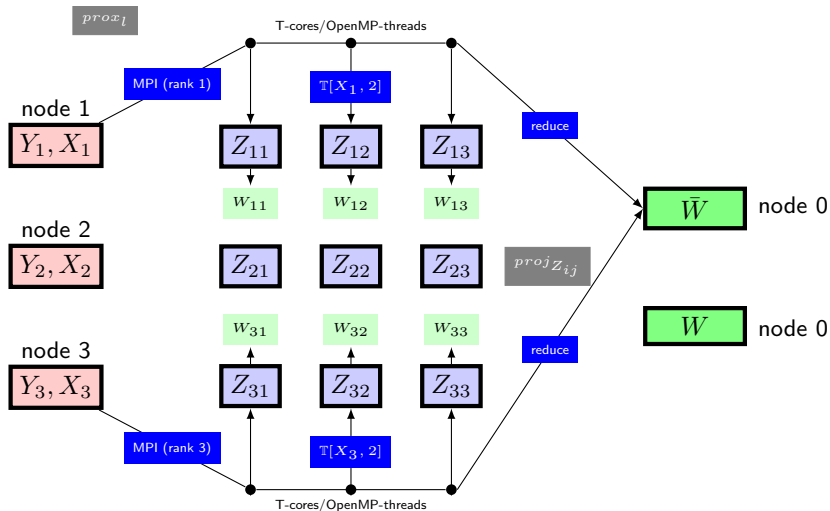 prox_l
T-cores/OpenMP-threads
MPI (rank 1)
𝕋[X_1, 2]
node 1
Y_1, X_1
Z_11 Z_12 Z_13
reduce
W_11 W_12 W_13
W̄ node 0
node 2
Y_2, X_2
Z_21 Z_22 Z_23
proj_{Z_ij}
W_31 W_32 W_33
W node 0
node 3
reduce
Y_3, X_3
Z_31 Z_32 Z_33
MPI (rank 3)
𝕋[X_3, 2]
T-cores/OpenMP-threads